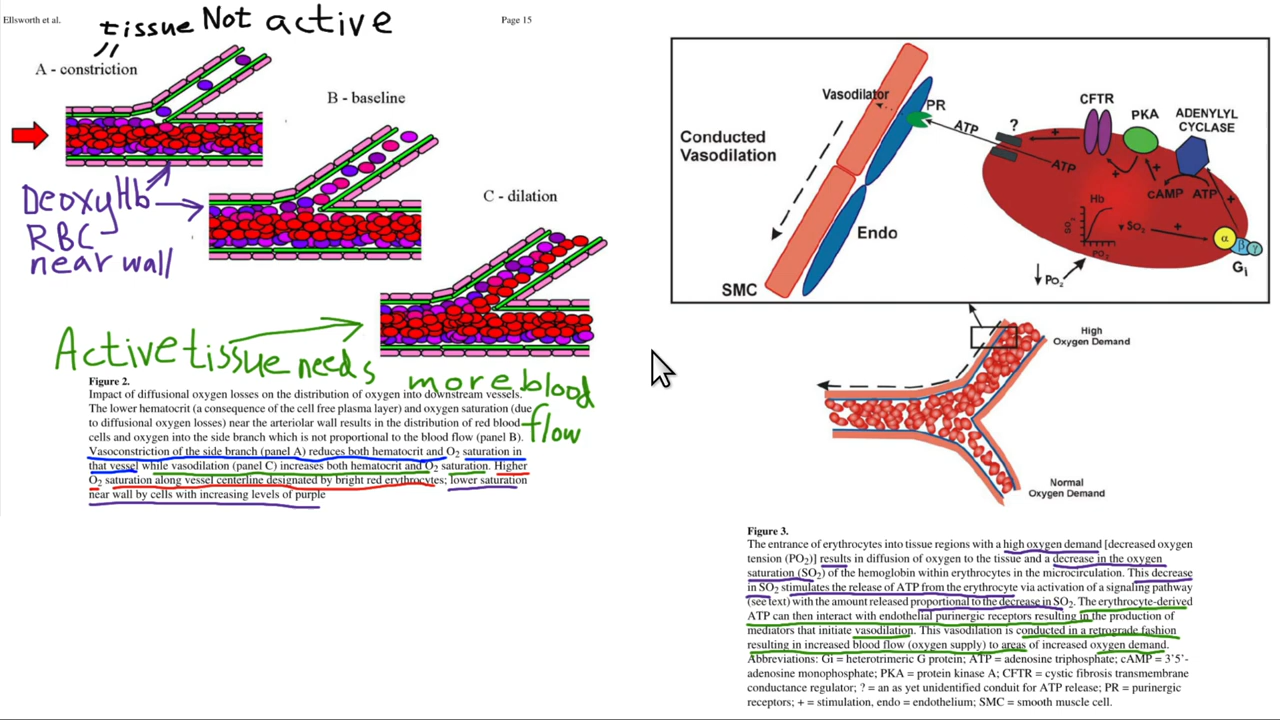 Ellsworth et al.
Page 15
tissue Not active
A - constriction
B - baseline
C - dilation
DeoxyHb
RBC
near wall
Active tissue needs
more blood
flow
Figure 2.
Impact of diffusional oxygen losses on the distribution of oxygen into downstream vessels.
The lower hematocrit (a consequence of the cell free plasma layer) and oxygen saturation (due
to diffusional oxygen losses) near the arteriolar wall results in the distribution of red blood
cells and oxygen into the side branch which is not proportional to the blood flow (panel B).
Vasoconstriction of the side branch (panel A) reduces both hematocrit and O2 saturation in
that vessel while vasodilation (panel C) increases both hematocrit and O2 saturation. Higher
O2 saturation along vessel centerline designated by bright red erythrocytes; lower saturation
near wall by cells with increasing levels of purple
Conducted
Vasodilation
Vasodilator
PR
ATP
?
CFTR
PKA
ADENYLYL
CYCLASE
ATP
+
+
+
cAMP
ATP
+
Hb
SO2
PO2
▾ SO2
+
α
β
γ
Gi
↓ PO2
Endo
SMC
High
Oxygen Demand
Normal
Oxygen Demand
Figure 3.
The entrance of erythrocytes into tissue regions with a high oxygen demand [decreased oxygen
tension (PO2)] results in diffusion of oxygen to the tissue and a decrease in the oxygen
saturation (SO2) of the hemoglobin within erythrocytes in the microcirculation. This decrease
in SO2 stimulates the release of ATP from the erythrocyte via activation of a signaling pathway
(see text) with the amount released proportional to the decrease in SO2. The erythrocyte-derived
ATP can then interact with endothelial purinergic receptors resulting in the production of
mediators that initiate vasodilation. This vasodilation is conducted in a retrograde fashion
resulting in increased blood flow (oxygen supply) to areas of increased oxygen demand.
Abbreviations: Gi = heterotrimeric G protein; ATP = adenosine triphosphate; cAMP = 3'5'-
adenosine monophosphate; PKA = protein kinase A; CFTR = cystic fibrosis transmembrane
conductance regulator; ? = an as yet unidentified conduit for ATP release; PR = purinergic
receptors; + = stimulation, endo = endothelium; SMC = smooth muscle cell.